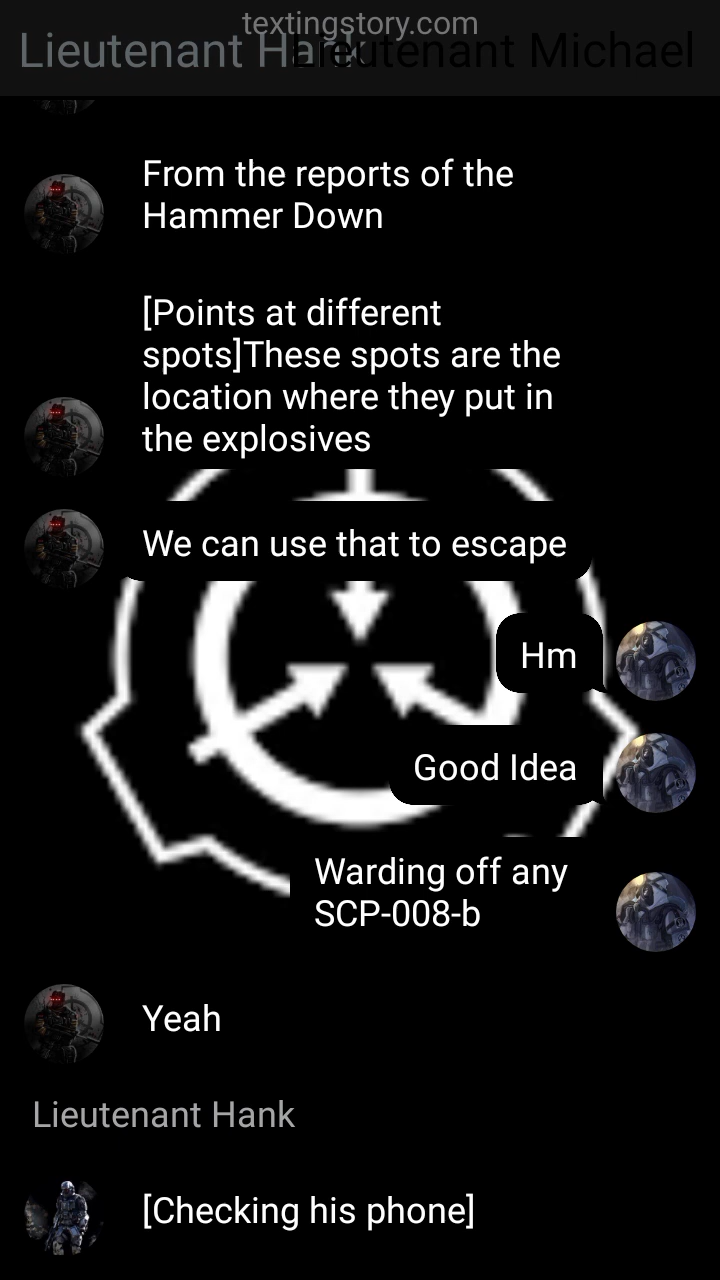 textingstory.com
Lieutenant Hank
Lieutenant Michael
From the reports of the
Hammer Down
[Points at different
spots]These spots are the
location where they put in
the explosives
We can use that to escape
Hm
Good Idea
Warding off any
SCP-008-b
Yeah
Lieutenant Hank
[Checking his phone]